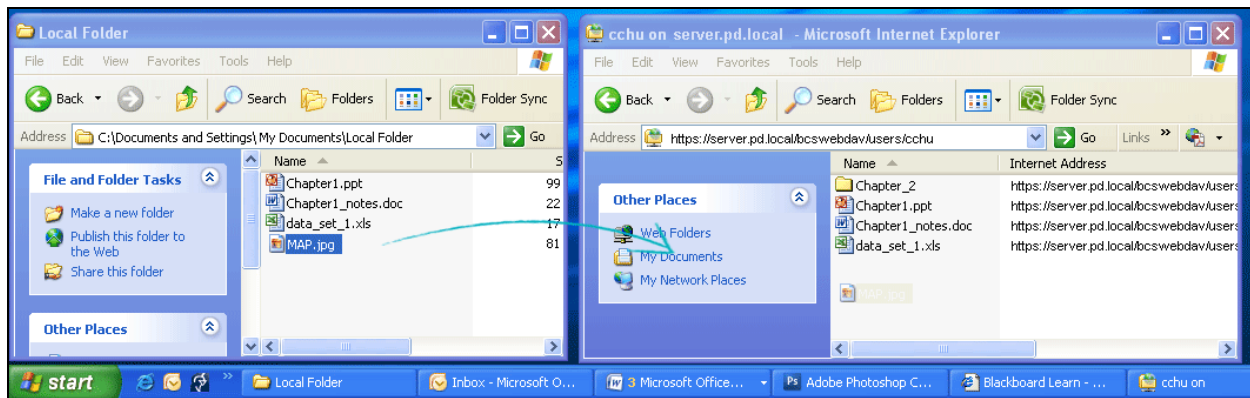 Local Folder
File Edit View Favorites Tools Help
Back Search Folders Folder Sync
Address C:\Documents and Settings\My Documents\Local Folder Go
File and Folder Tasks
Make a new folder
Publish this folder to
the Web
Share this folder
Other Places
Name S
Chapter1.ppt 99
Chapter1_notes.doc 22
data_set_1.xls 17
MAP.jpg 81
cchu on server.pd.local - Microsoft Internet Explorer
File Edit View Favorites Tools Help
Back Search Folders Folder Sync
Address https://server.pd.local/bcswebdav/users/cchu Go Links »
Other Places
Web Folders
My Documents
My Network Places
Name Internet Address
Chapter_2 https://server.pd.local/bcswebdav/users
Chapter1.ppt https://server.pd.local/bcswebdav/users
Chapter1_notes.doc https://server.pd.local/bcswebdav/users
data_set_1.xls https://server.pd.local/bcswebdav/users
MAP.jpg
start » Local Folder Inbox - Microsoft O... 3 Microsoft Office... Ps Adobe Photoshop C... Blackboard Learn - ... cchu on